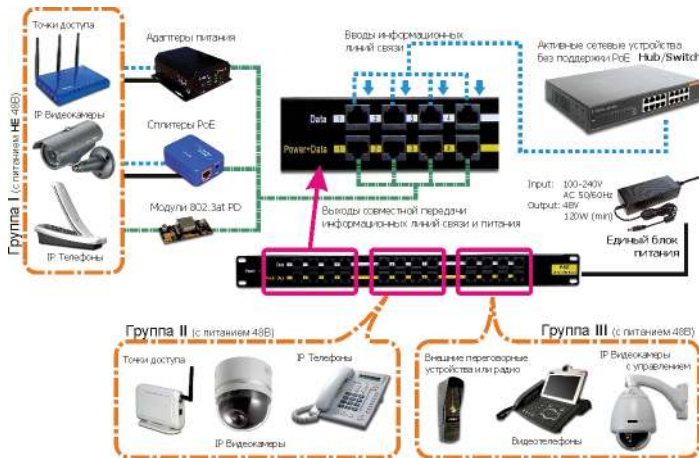 Точки доступа
IP Видеокамеры
IP Телефоны
Группа I (с питанием НЕ 48В)
Адаптеры питания
Сплитеры PoE
Модули 802.3at PD
Вводы информационных
линий связи
Data 1 2 3 4
Power+Data
Выходы совместной передачи
информационных линий связи и питания
Активные сетевые устройства
без поддержки PoE Hub/Switch
Input: 100-240V
AC 50/60Hz
Output: 48V
120W (min)
Единый блок
питания
Группа II (с питанием 48В)
Точки доступа
IP Телефоны
IP Видеокамеры
Группа III (с питанием 48В)
Внешние переговорные
устройства или радио
IP Видеокамеры
с управлением
Видеотелефоны